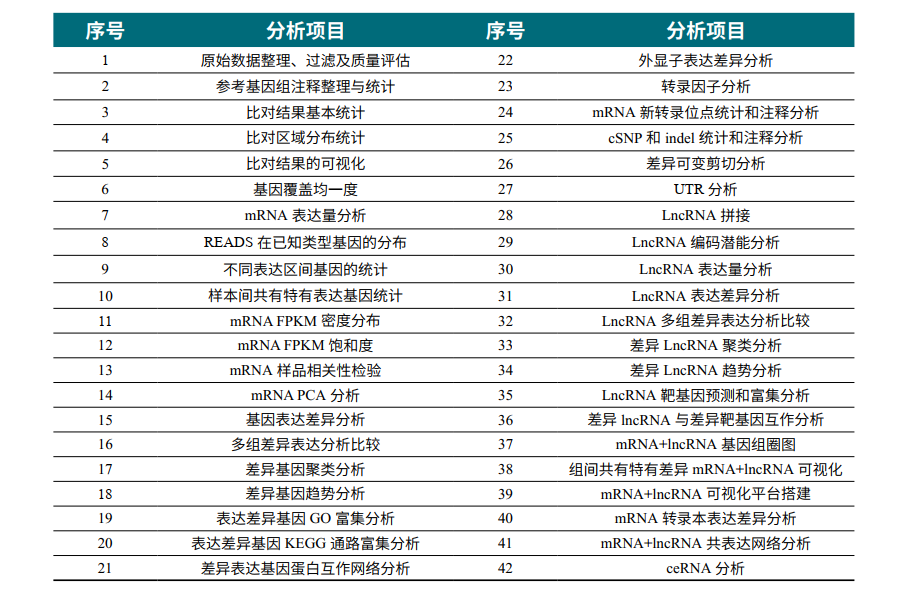 序号 分析项目 序号 分析项目
1 原始数据整理、过滤及质量评估 22 外显子表达差异分析
2 参考基因组注释整理与统计 23 转录因子分析
3 比对结果基本统计 24 mRNA 新转录位点统计和注释分析
4 比对区域分布统计 25 cSNP 和 indel 统计和注释分析
5 比对结果的可视化 26 差异可变剪切分析
6 基因覆盖均一度 27 UTR 分析
7 mRNA 表达量分析 28 LncRNA 拼接
8 READS 在已知类型基因的分布 29 LncRNA 编码潜能分析
9 不同表达区间基因的统计 30 LncRNA 表达量分析
10 样本间共有特有表达基因统计 31 LncRNA 表达差异分析
11 mRNA FPKM 密度分布 32 LncRNA 多组差异表达分析比较
12 mRNA FPKM 饱和度 33 差异 LncRNA 聚类分析
13 mRNA 样品相关性检验 34 差异 LncRNA 趋势分析
14 mRNA PCA 分析 35 LncRNA 靶基因预测和富集分析
15 基因表达差异分析 36 差异 lncRNA 与差异靶基因互作分析
16 多组差异表达分析比较 37 mRNA+lncRNA 基因组圈图
17 差异基因聚类分析 38 组间共有特有差异 mRNA+lncRNA 可视化
18 差异基因趋势分析 39 mRNA+lncRNA 可视化平台搭建
19 表达差异基因 GO 富集分析 40 mRNA 转录本表达差异分析
20 表达差异基因 KEGG 通路富集分析 41 mRNA+lncRNA 共表达网络分析
21 差异表达基因蛋白互作网络分析 42 ceRNA 分析